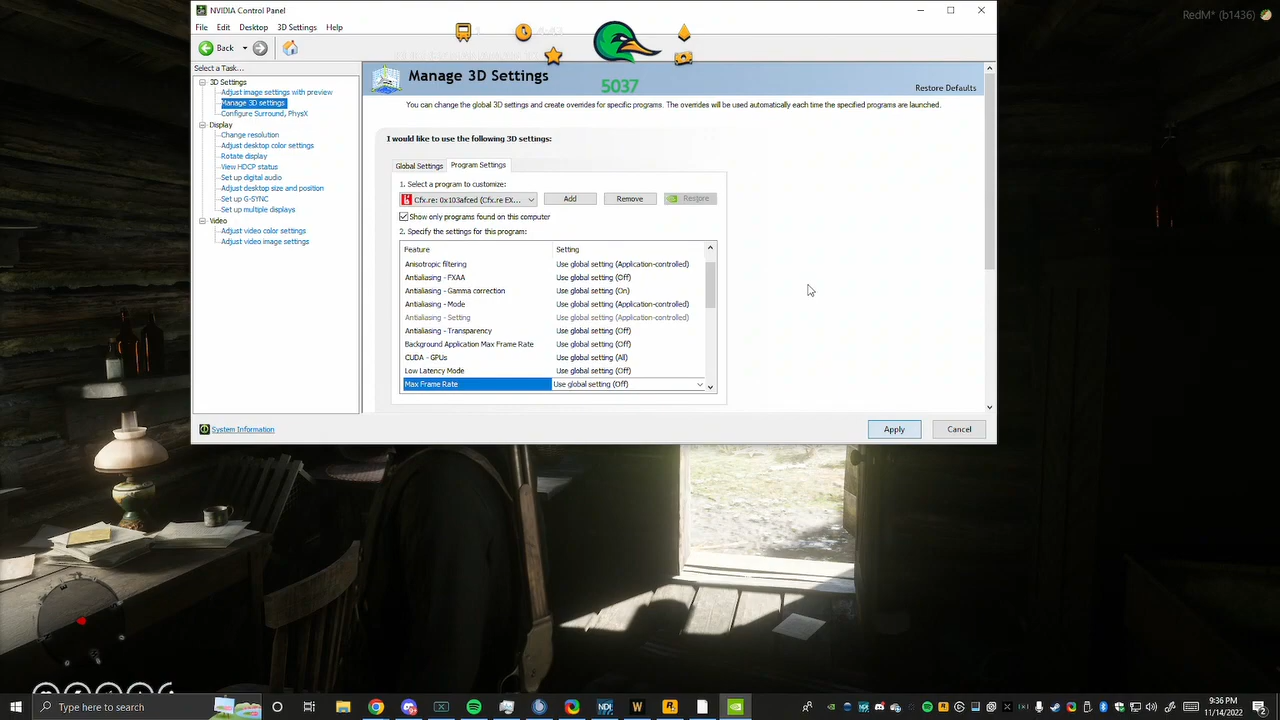 NVIDIA Control Panel
RedM* (b1436)
File Edit Desktop 3D Settings Help
Back
Select a Task...
3D Settings
Adjust image settings with preview
Manage 3D settings
Configure Surround, PhysX
Display
Change resolution
Adjust desktop color settings
Rotate display
View HDCP status
Set up digital audio
Adjust desktop size and position
Set up G-SYNC
Set up multiple displays
Video
Adjust video color settings
Adjust video image settings
System Information
Manage 3D Settings
5037
Restore Defaults
You can change the global 3D settings and create overrides for specific programs. The overrides will be used automatically each time the specified programs are launched.
I would like to use the following 3D settings:
Global Settings Program Settings
1. Select a program to customize:
Cfx.re: 0x103afced (Cfx.re EX... Add Remove Restore
Show only programs found on this computer
2. Specify the settings for this program:
Feature Setting
Anisotropic filtering Use global setting (Application-controlled)
Antialiasing - FXAA Use global setting (Off)
Antialiasing - Gamma correction Use global setting (On)
Antialiasing - Mode Use global setting (Application-controlled)
Antialiasing - Setting Use global setting (Application-controlled)
Antialiasing - Transparency Use global setting (Off)
Background Application Max Frame Rate Use global setting (Off)
CUDA - GPUs Use global setting (All)
Low Latency Mode Use global setting (Off)
Max Frame Rate Use global setting (Off)
Apply Cancel
Type here to search
NDI
W
R
9:36 PM
11/14/2022